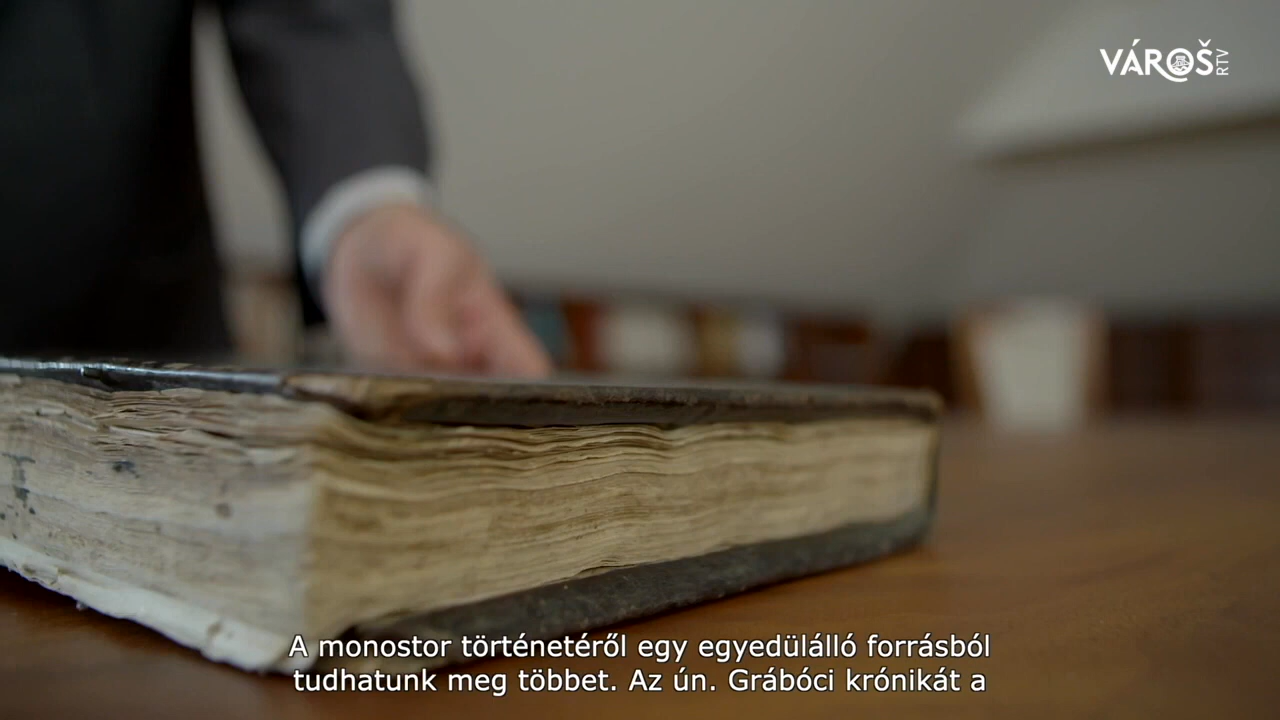 VÁROŠ
RTV
A monostor történetéről egy egyedülálló forrásból
tudhatunk meg többet. Az ún. Grábóci krónikát a